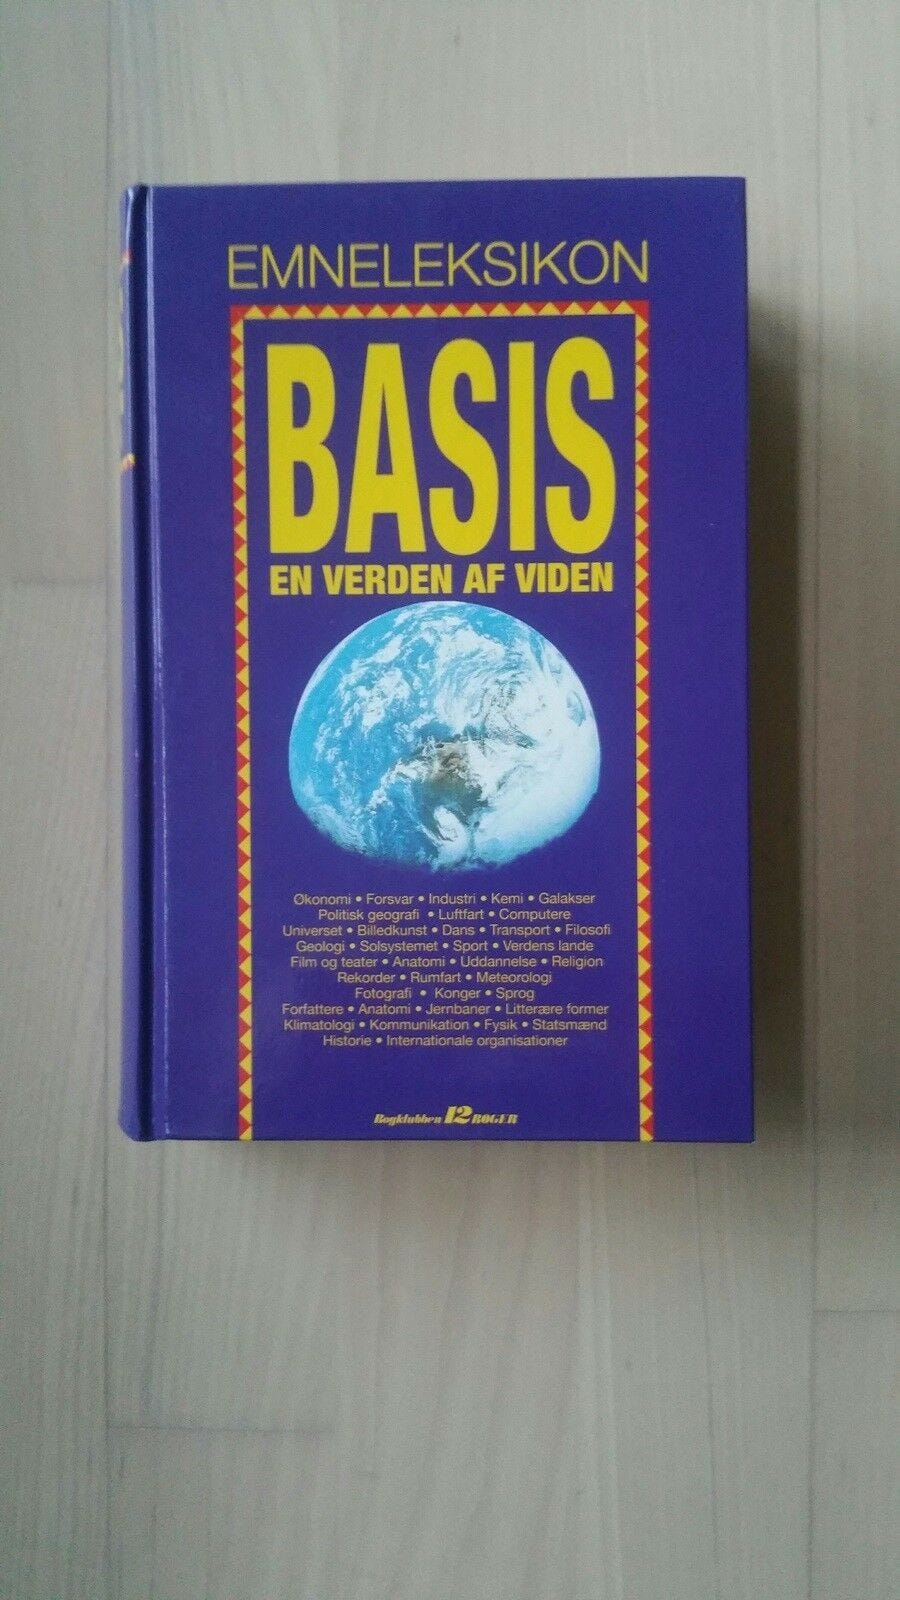 EMNELEKSIKON
BASIS
EN VERDEN AF VIDEN
Økonomi • Forsvar • Industri • Kemi • Galakser
Politisk geografi • Luftfart • Computere
Universet • Billedkunst • Dans • Transport • Filosofi
Geologi • Solsystemet • Sport • Verdens lande
Film og teater • Anatomi • Uddannelse • Religion
Rekorder • Rumfart • Meteorologi
Fotografi • Konger • Sprog
Forfattere • Anatomi • Jernbaner • Litterære former
Klimatologi • Kommunikation • Fysik • Statsmænd
Historie • Internationale organisationer
Bogklubben 12 BØGER